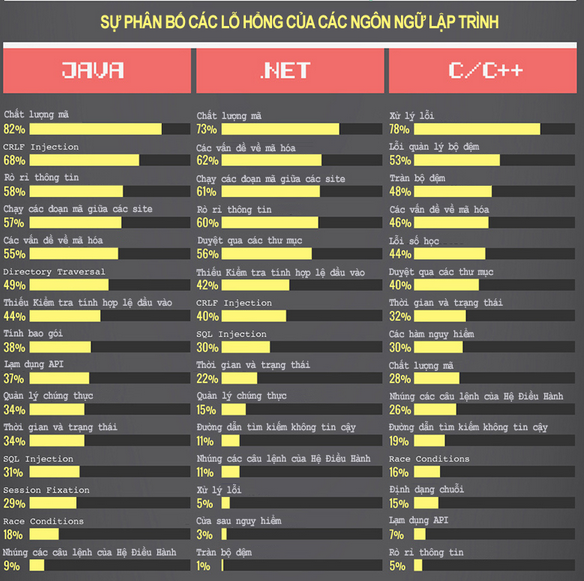 SỰ PHÂN BỐ CÁC LỖ HỔNG CỦA CÁC NGÔN NGỮ LẬP TRÌNH
JAVA
Chất lượng mã
82%
CRLF Injection
68%
Rò rỉ thông tin
58%
Chạy các đoạn mã giữa các site
57%
Các vấn đề về mã hóa
55%
Directory Traversal
49%
Thiếu Kiểm tra tính hợp lệ đầu vào
44%
Tính bao gói
38%
Lạm dụng API
37%
Quản lý chứng thực
34%
Thời gian và trạng thái
34%
SQL Injection
31%
Session Fixation
29%
Race Conditions
18%
Nhúng các câu lệnh của Hệ Điều Hành
9%
.NET
Chất lượng mã
73%
Các vấn đề về mã hóa
62%
Chạy các đoạn mã giữa các site
61%
Rò rỉ thông tin
60%
Duyệt qua các thư mục
56%
Thiếu Kiểm tra tính hợp lệ đầu vào
42%
CRLF Injection
40%
SQL Injection
30%
Thời gian và trạng thái
22%
Quản lý chứng thực
15%
Đường dẫn tìm kiếm không tin cậy
11%
Nhúng các câu lệnh của Hệ Điều Hành
11%
Xử lý lỗi
5%
Cửa sau nguy hiểm
3%
Tràn bộ đệm
1%
C/C++
Xử lý lỗi
78%
Lỗi quản lý bộ đệm
53%
Tràn bộ đệm
48%
Các vấn đề về mã hóa
46%
Lỗi số học
44%
Duyệt qua các thư mục
40%
Thời gian và trạng thái
32%
Các hàm nguy hiểm
30%
Chất lượng mã
28%
Nhúng các câu lệnh của Hệ Điều Hành
26%
Đường dẫn tìm kiếm không tin cậy
19%
Race Conditions
16%
Định dạng chuỗi
15%
Lạm dụng API
7%
Rò rỉ thông tin
5%